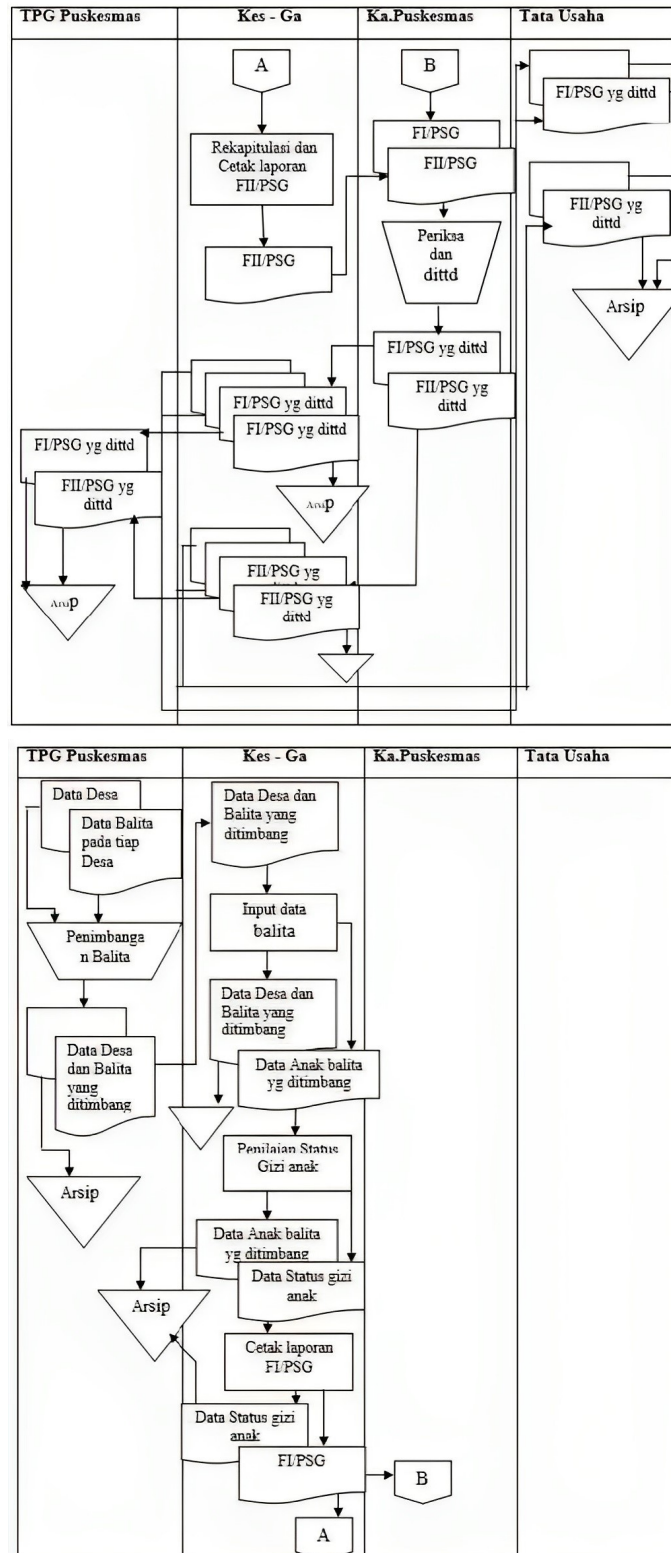 TPG Puskesmas
Kes - Ga
Ka.Puskesmas
Tata Usaha
A
B
FI/PSG yg dittd
FI/PSG
FII/PSG
Rekapitulasi dan
Cetak laporan
FII/PSG
FII/PSG yg
dittd
Periksa
dan
dittd
FII/PSG
Arsip
FI/PSG yg dittd
FII/PSG yg
dittd
FI/PSG yg dittd
FI/PSG yg dittd
FI/PSG yg dittd
FII/PSG yg
dittd
Arsip
FII/PSG yg
FII/PSG yg
dittd
Arsip
TPG Puskesmas
Kes - Ga
Ka.Puskesmas
Tata Usaha
Data Desa
Data Balita
pada tiap
Desa
Data Desa dan
Balita yang
ditimbang
Input data
balita
Penimbanga
n Balita
Data Desa dan
Balita yang
ditimbang
Data Desa
dan Balita
yang
ditimbang
Data Anak balita
yg ditimbang
Penilaian Status
Gizi anak
Arsip
Data Anak balita
yg ditimbang
Data Status gizi
anak
Arsip
Cetak laporan
FI/PSG
Data Status gizi
anak
FI/PSG
B
A